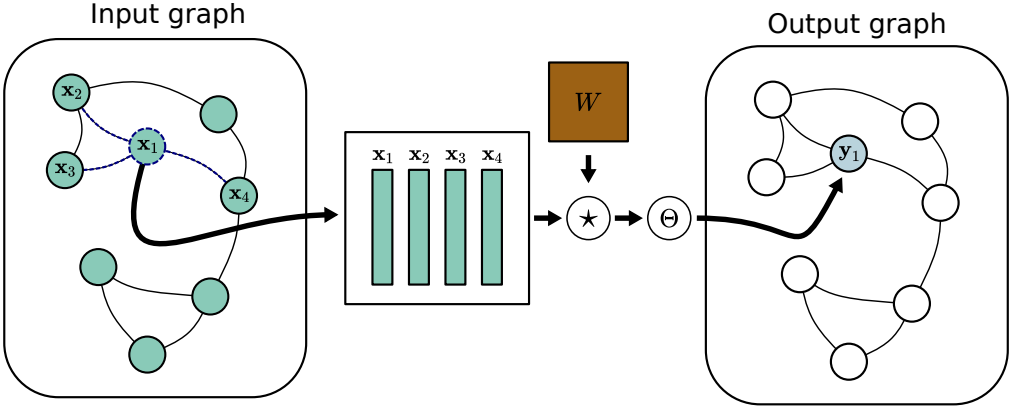 Input graph
Output graph
x₂
x₁
x₃
x₄
x₁ x₂ x₃ x₄
W
⋆
Θ
y₁